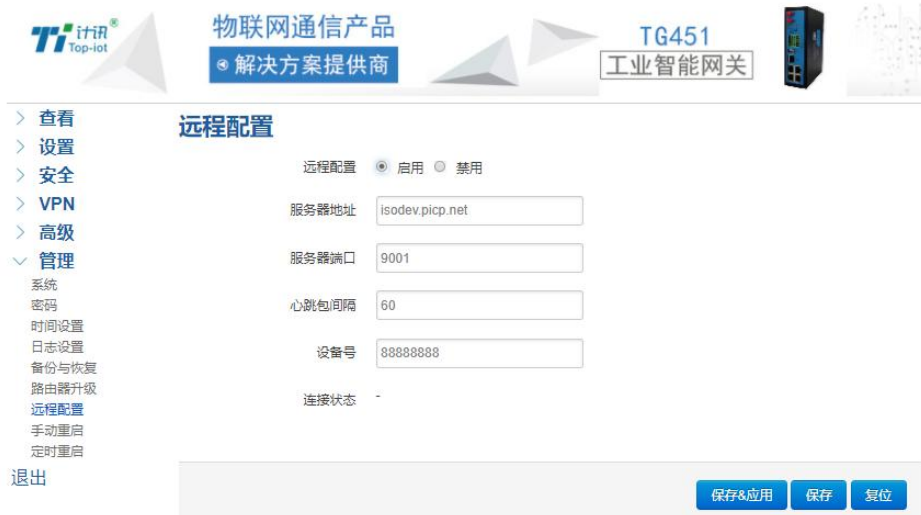 Ti 计讯®
Top-iot
物联网通信产品
解决方案提供商
TG451
工业智能网关
查看
设置
安全
VPN
高级
管理
系统
密码
时间设置
日志设置
备份与恢复
路由器升级
远程配置
手动重启
定时重启
退出
远程配置
远程配置 启用 禁用
服务器地址 isodev.picp.net
服务器端口 9001
心跳包间隔 60
设备号 88888888
连接状态 -
保存&应用 保存 复位